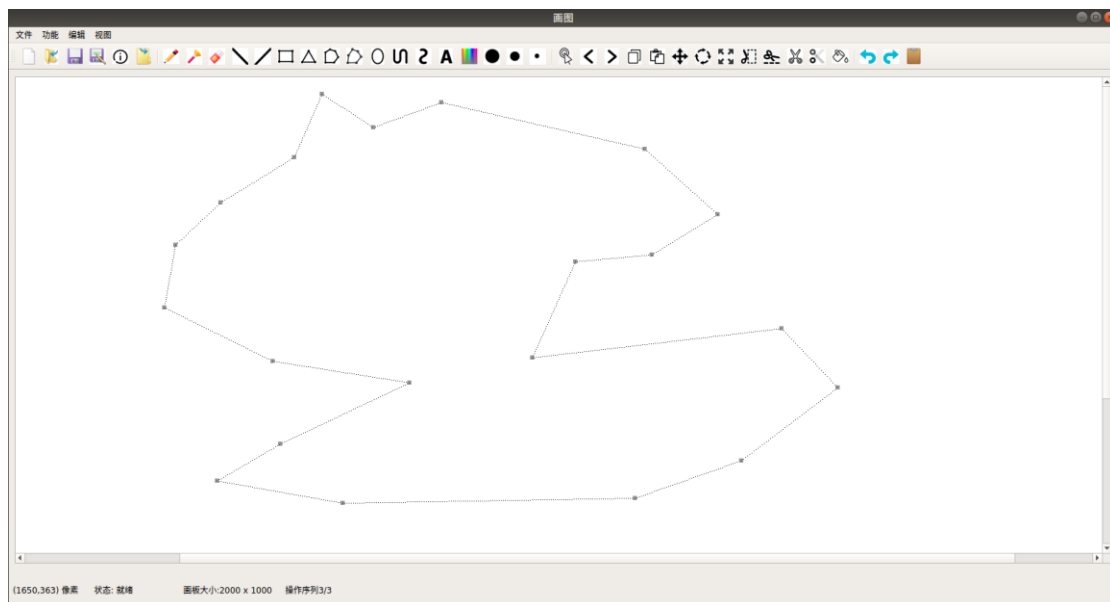 画图
文件 功能 编辑 视图
A
(1650,363) 像素 状态: 就绪 画板大小:2000 x 1000 操作序列3/3